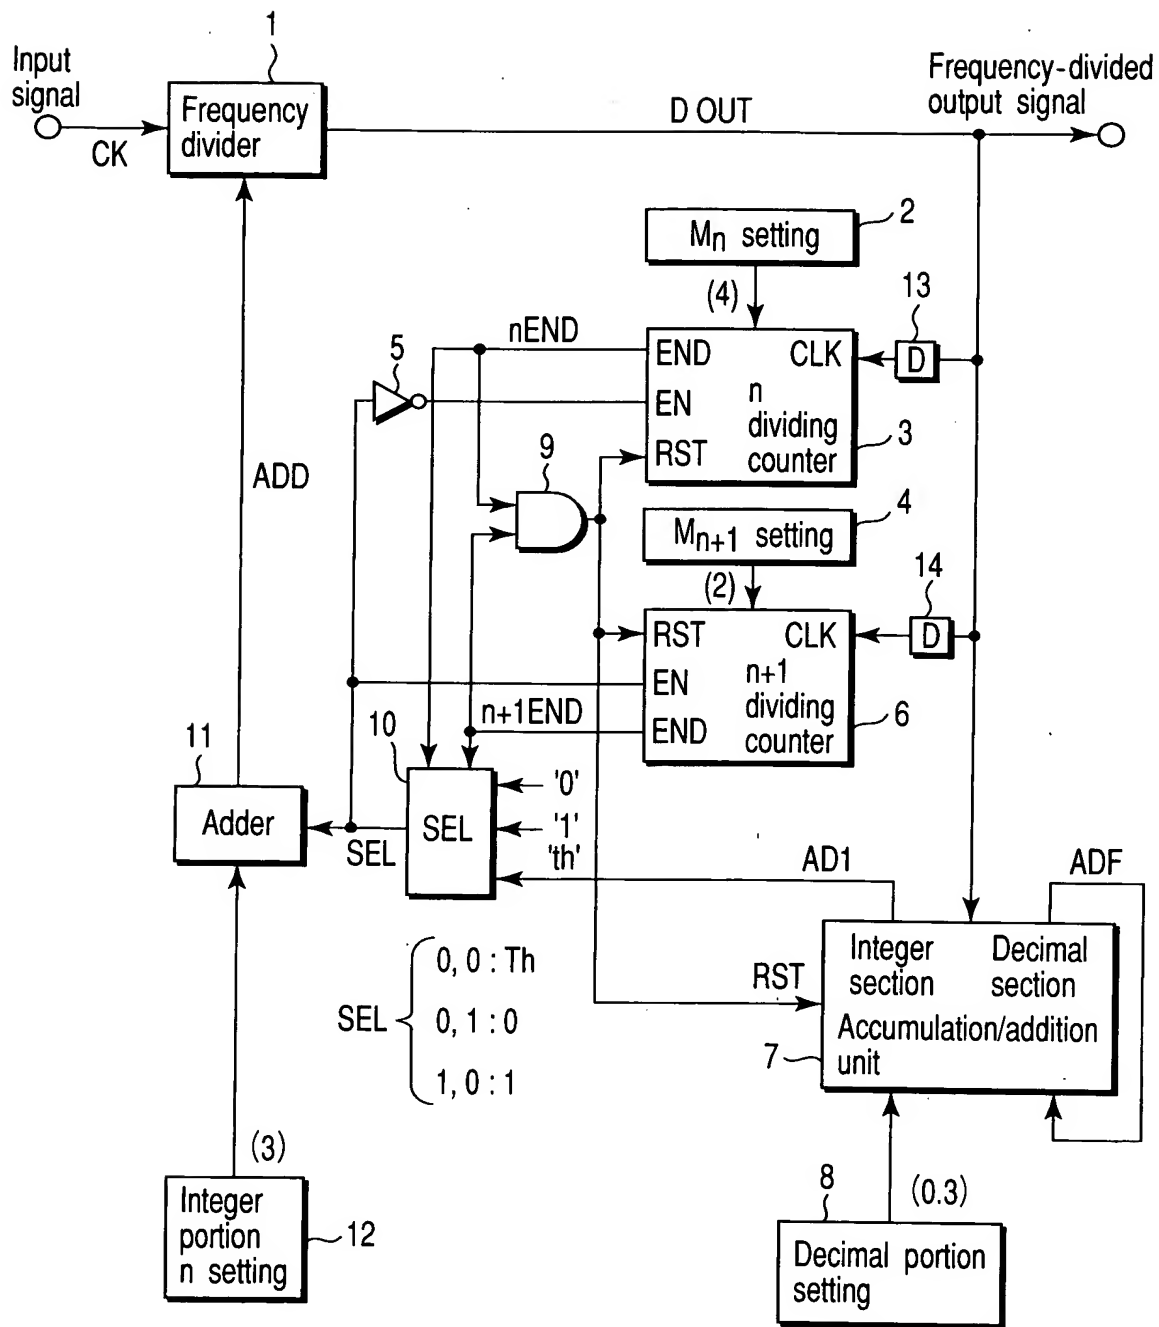 1
Input
signal
CK
Frequency
divider
D OUT
Frequency-divided
output signal
2
Mn setting
(4)
13
nEND
END
CLK
D
5
EN
n
dividing
counter
3
RST
9
ADD
4
Mn+1 setting
(2)
14
RST
CLK
D
EN
n+1
dividing
counter
6
n+1END
END
10
11
Adder
SEL
SEL
'0'
'1'
'th'
AD1
ADF
Integer
section
Decimal
section
Accumulation/addition
unit
7
RST
SEL
0, 0 : Th
0, 1 : 0
1, 0 : 1
(3)
Integer
portion
n setting
12
8
(0.3)
Decimal portion
setting